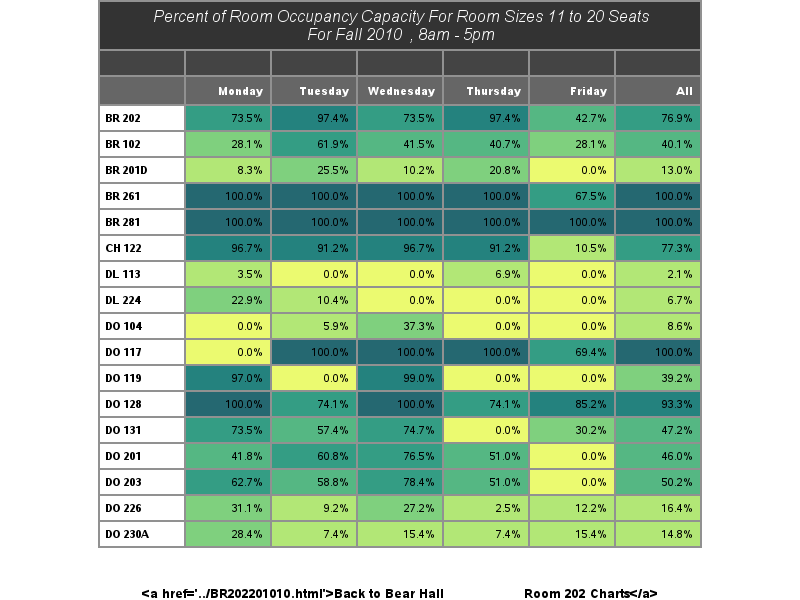 Percent of Room Occupancy Capacity For Room Sizes 11 to 20 Seats
For Fall 2010 , 8am - 5pm
Monday Tuesday Wednesday Thursday Friday All
BR 202 73.5% 97.4% 73.5% 97.4% 42.7% 76.9%
BR 102 28.1% 61.9% 41.5% 40.7% 28.1% 40.1%
BR 201D 8.3% 25.5% 10.2% 20.8% 0.0% 13.0%
BR 261 100.0% 100.0% 100.0% 100.0% 67.5% 100.0%
BR 281 100.0% 100.0% 100.0% 100.0% 100.0% 100.0%
CH 122 96.7% 91.2% 96.7% 91.2% 10.5% 77.3%
DL 113 3.5% 0.0% 0.0% 6.9% 0.0% 2.1%
DL 224 22.9% 10.4% 0.0% 0.0% 0.0% 6.7%
DO 104 0.0% 5.9% 37.3% 0.0% 0.0% 8.6%
DO 117 0.0% 100.0% 100.0% 100.0% 69.4% 100.0%
DO 119 97.0% 0.0% 99.0% 0.0% 0.0% 39.2%
DO 128 100.0% 74.1% 100.0% 74.1% 85.2% 93.3%
DO 131 73.5% 57.4% 74.7% 0.0% 30.2% 47.2%
DO 201 41.8% 60.8% 76.5% 51.0% 0.0% 46.0%
DO 203 62.7% 58.8% 78.4% 51.0% 0.0% 50.2%
DO 226 31.1% 9.2% 27.2% 2.5% 12.2% 16.4%
DO 230A 28.4% 7.4% 15.4% 7.4% 15.4% 14.8%
<a href='../BR202201010.html'>Back to Bear Hall Room 202 Charts</a>